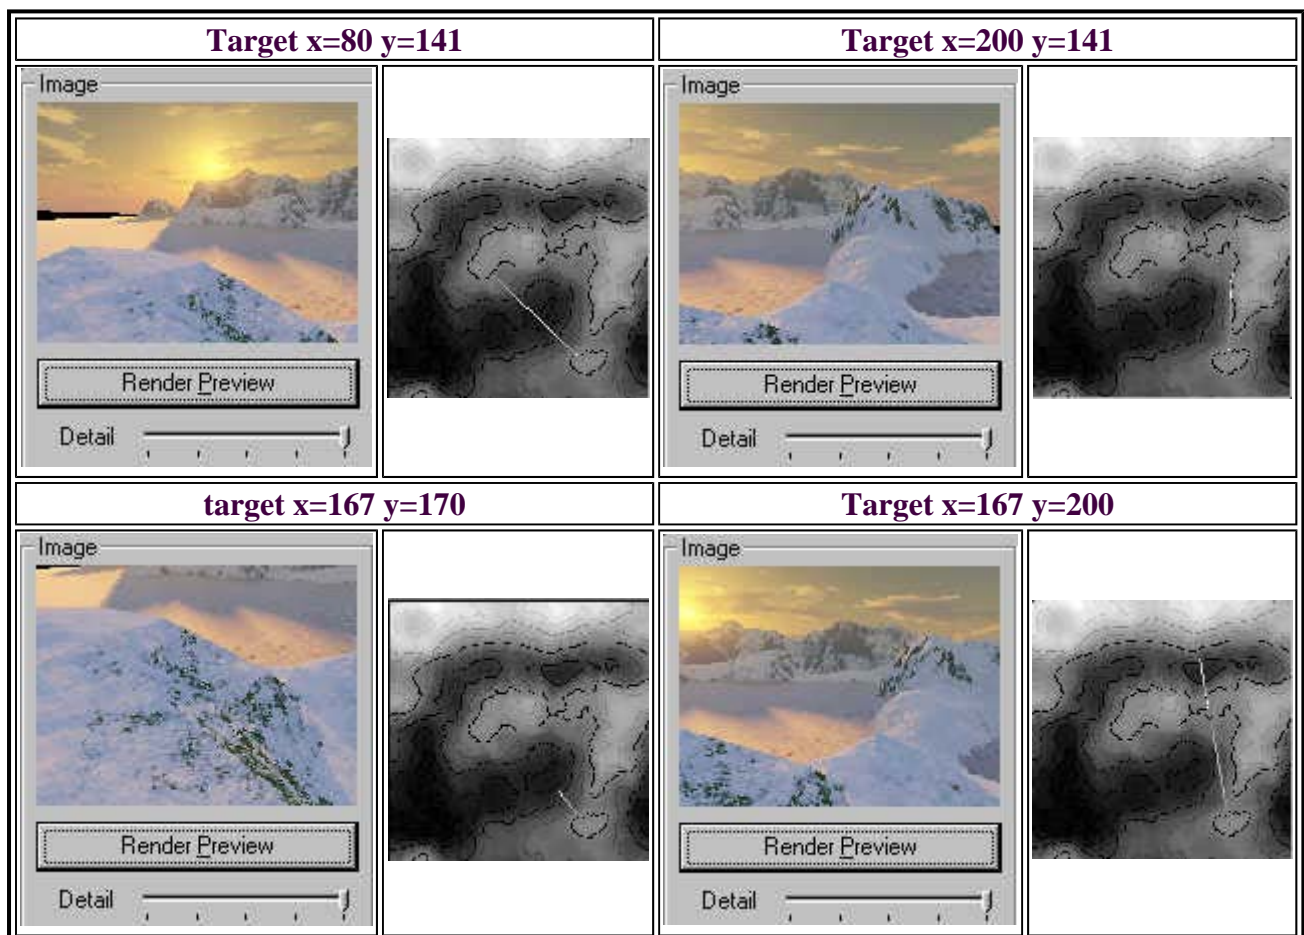 Target x=80 y=141
Target x=200 y=141
Image
Render Preview
Detail
Image
Render Preview
Detail
target x=167 y=170
Target x=167 y=200
Image
Render Preview
Detail
Image
Render Preview
Detail